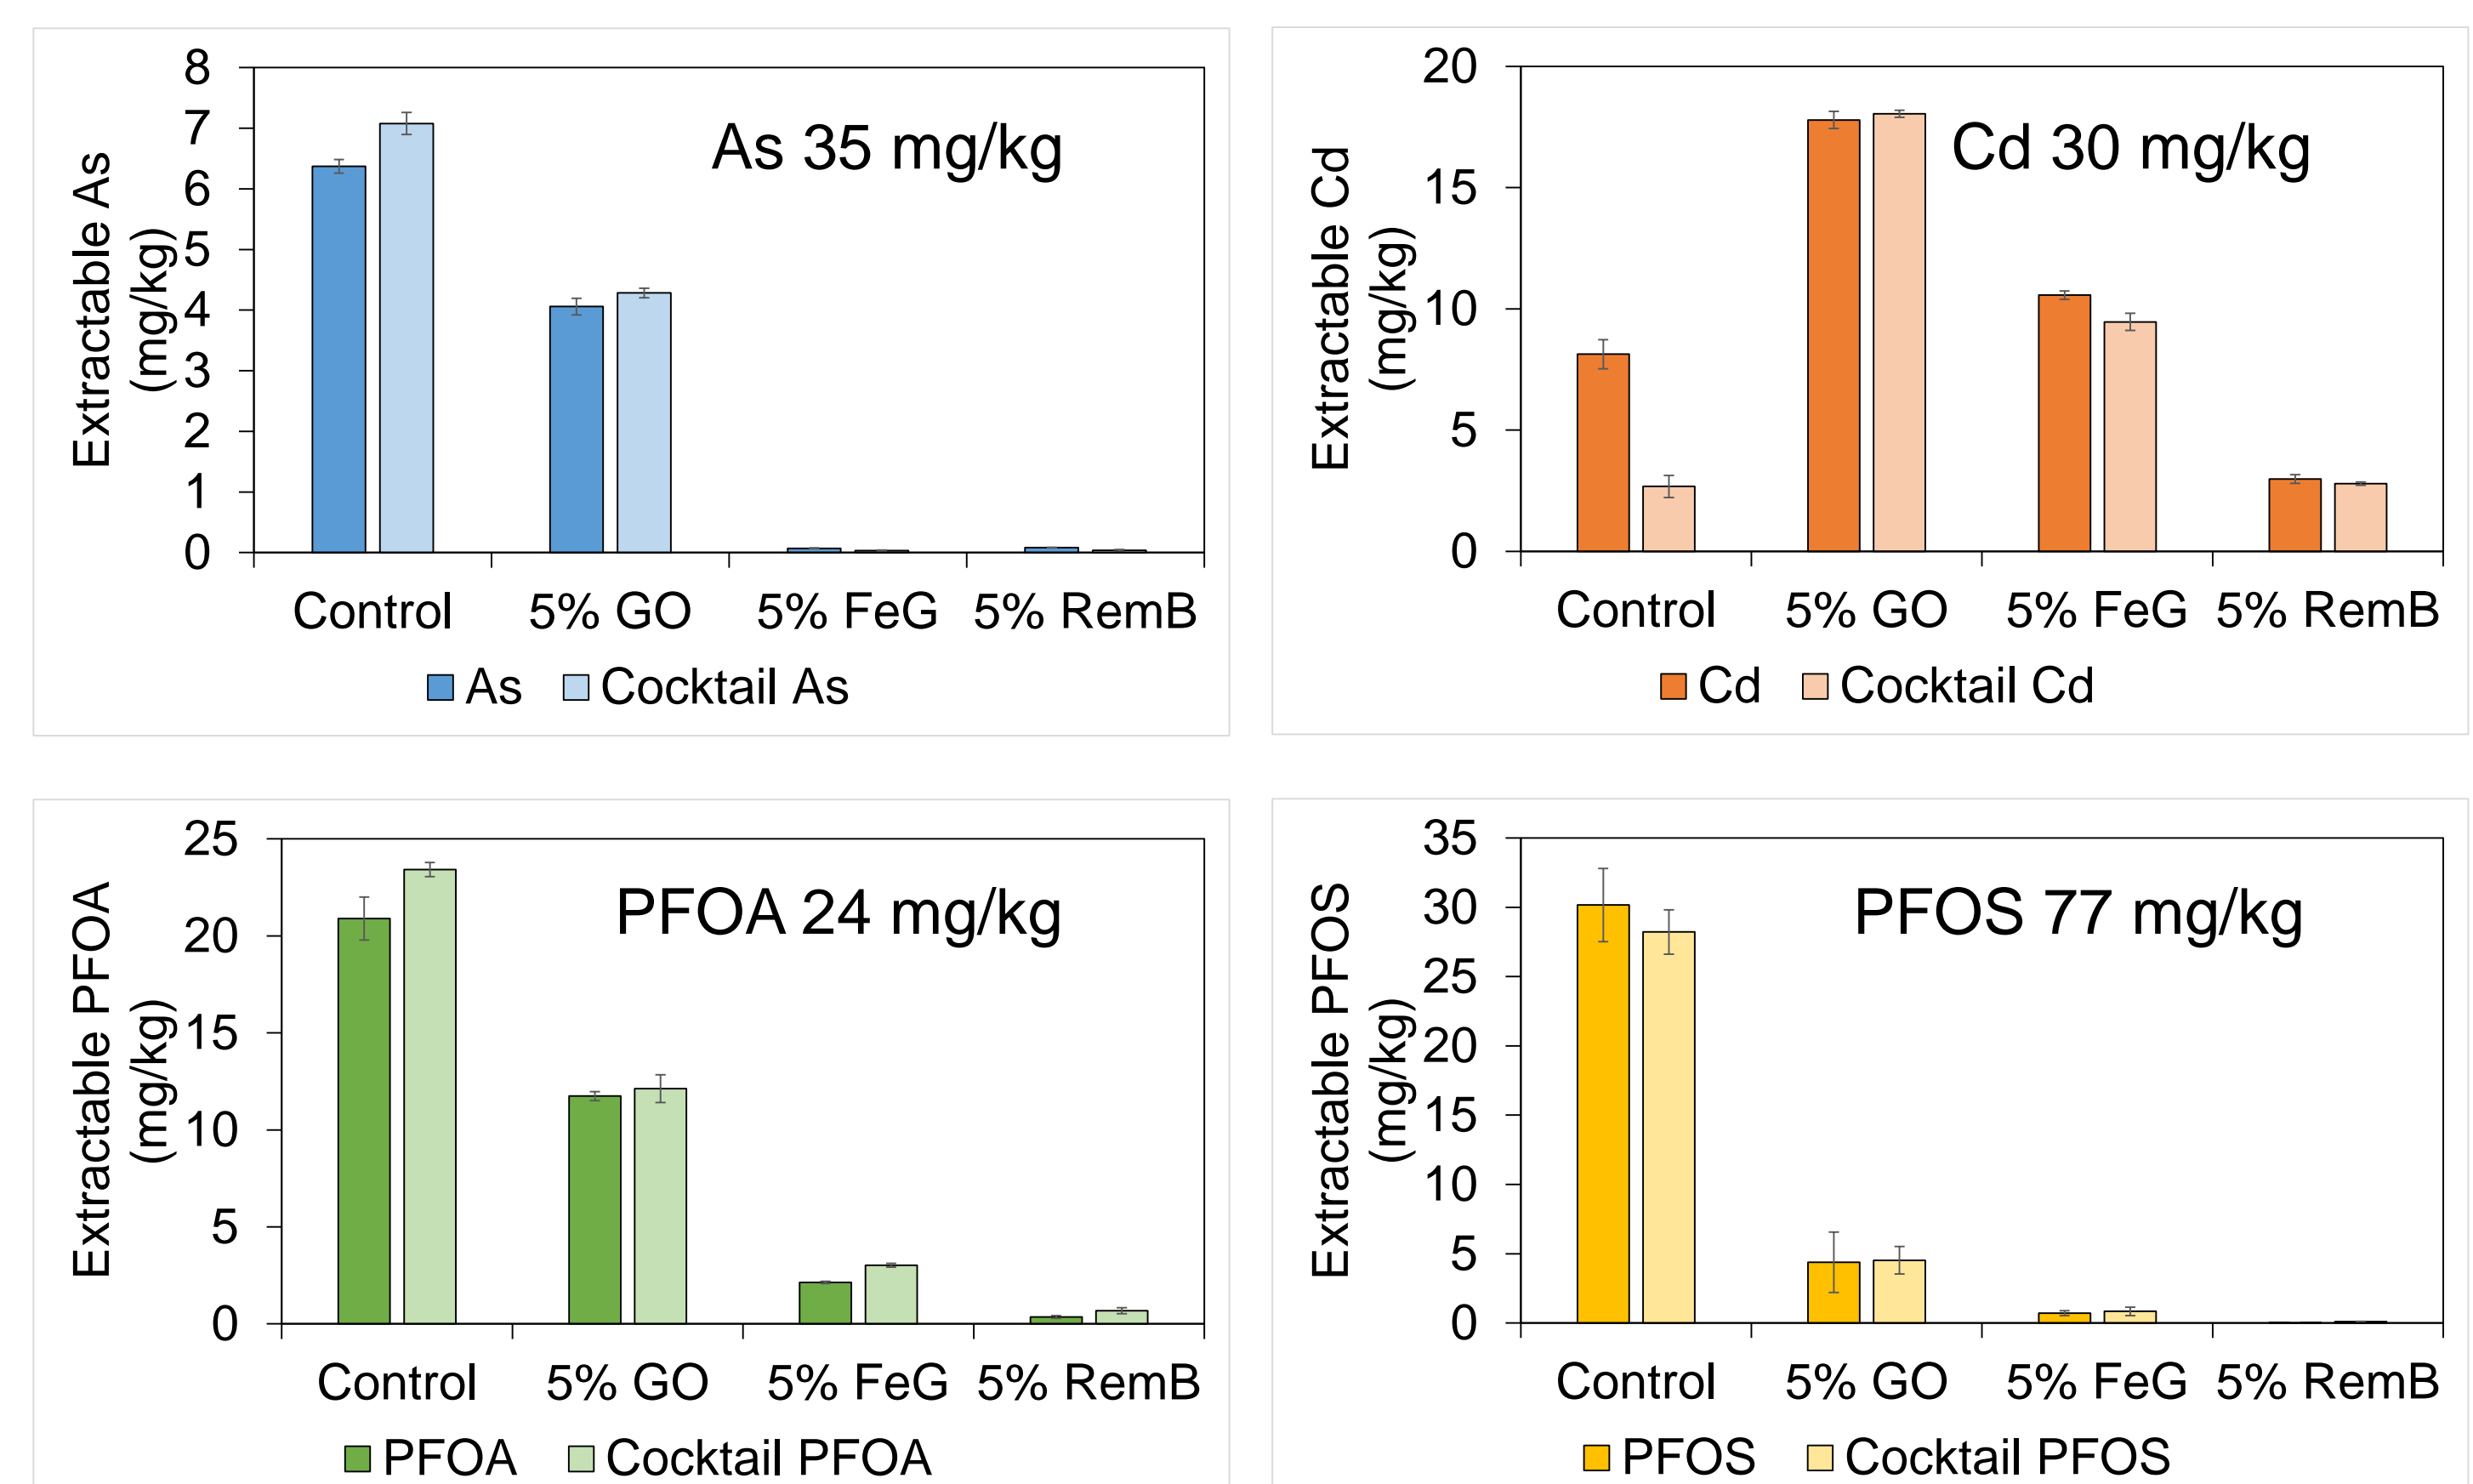 As 35 mg/kg
Extractable As
(mg/kg)
8
7
6
5
4
3
2
1
0
Control 5% GO 5% FeG 5% RemB
As Cocktail As
Cd 30 mg/kg
Extractable Cd
(mg/kg)
20
15
10
5
0
Control 5% GO 5% FeG 5% RemB
Cd Cocktail Cd
PFOA 24 mg/kg
Extractable PFOA
(mg/kg)
25
20
15
10
5
0
Control 5% GO 5% FeG 5% RemB
PFOA Cocktail PFOA
PFOS 77 mg/kg
Extractable PFOS
(mg/kg)
35
30
25
20
15
10
5
0
Control 5% GO 5% FeG 5% RemB
PFOS Cocktail PFOS